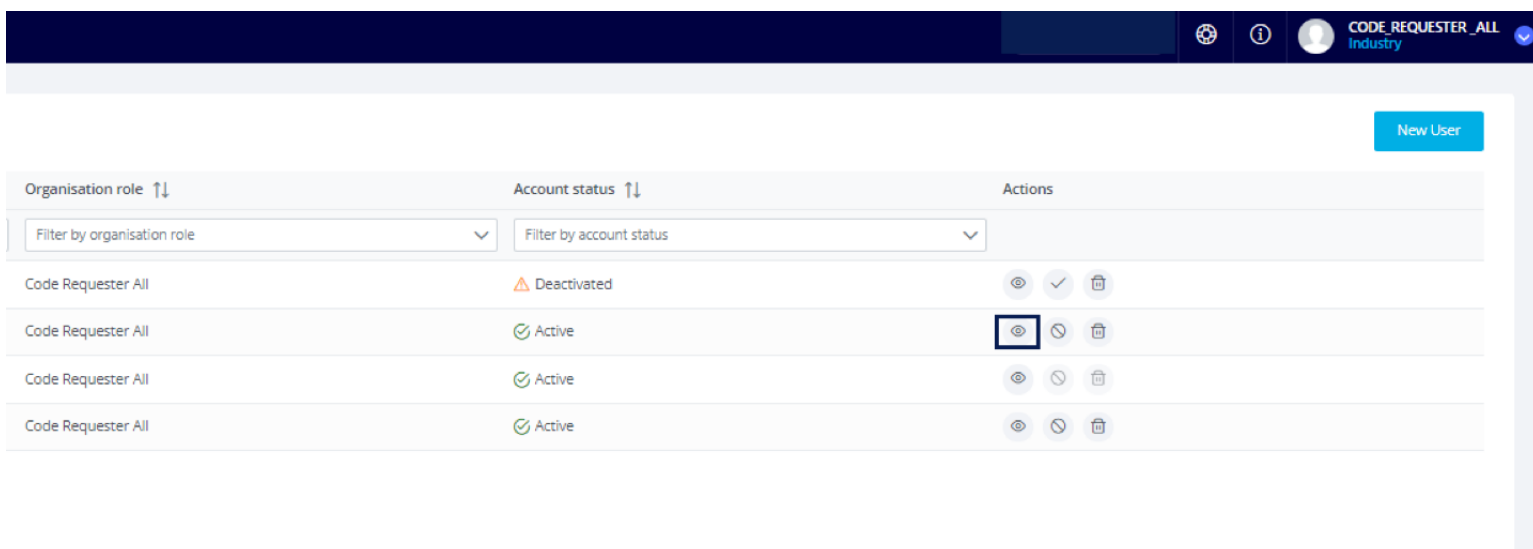 CODE_REQUESTER_ALL
Industry
New User
Organisation role Account status Actions
Filter by organisation role Filter by account status
Code Requester All Deactivated
Code Requester All Active
Code Requester All Active
Code Requester All Active